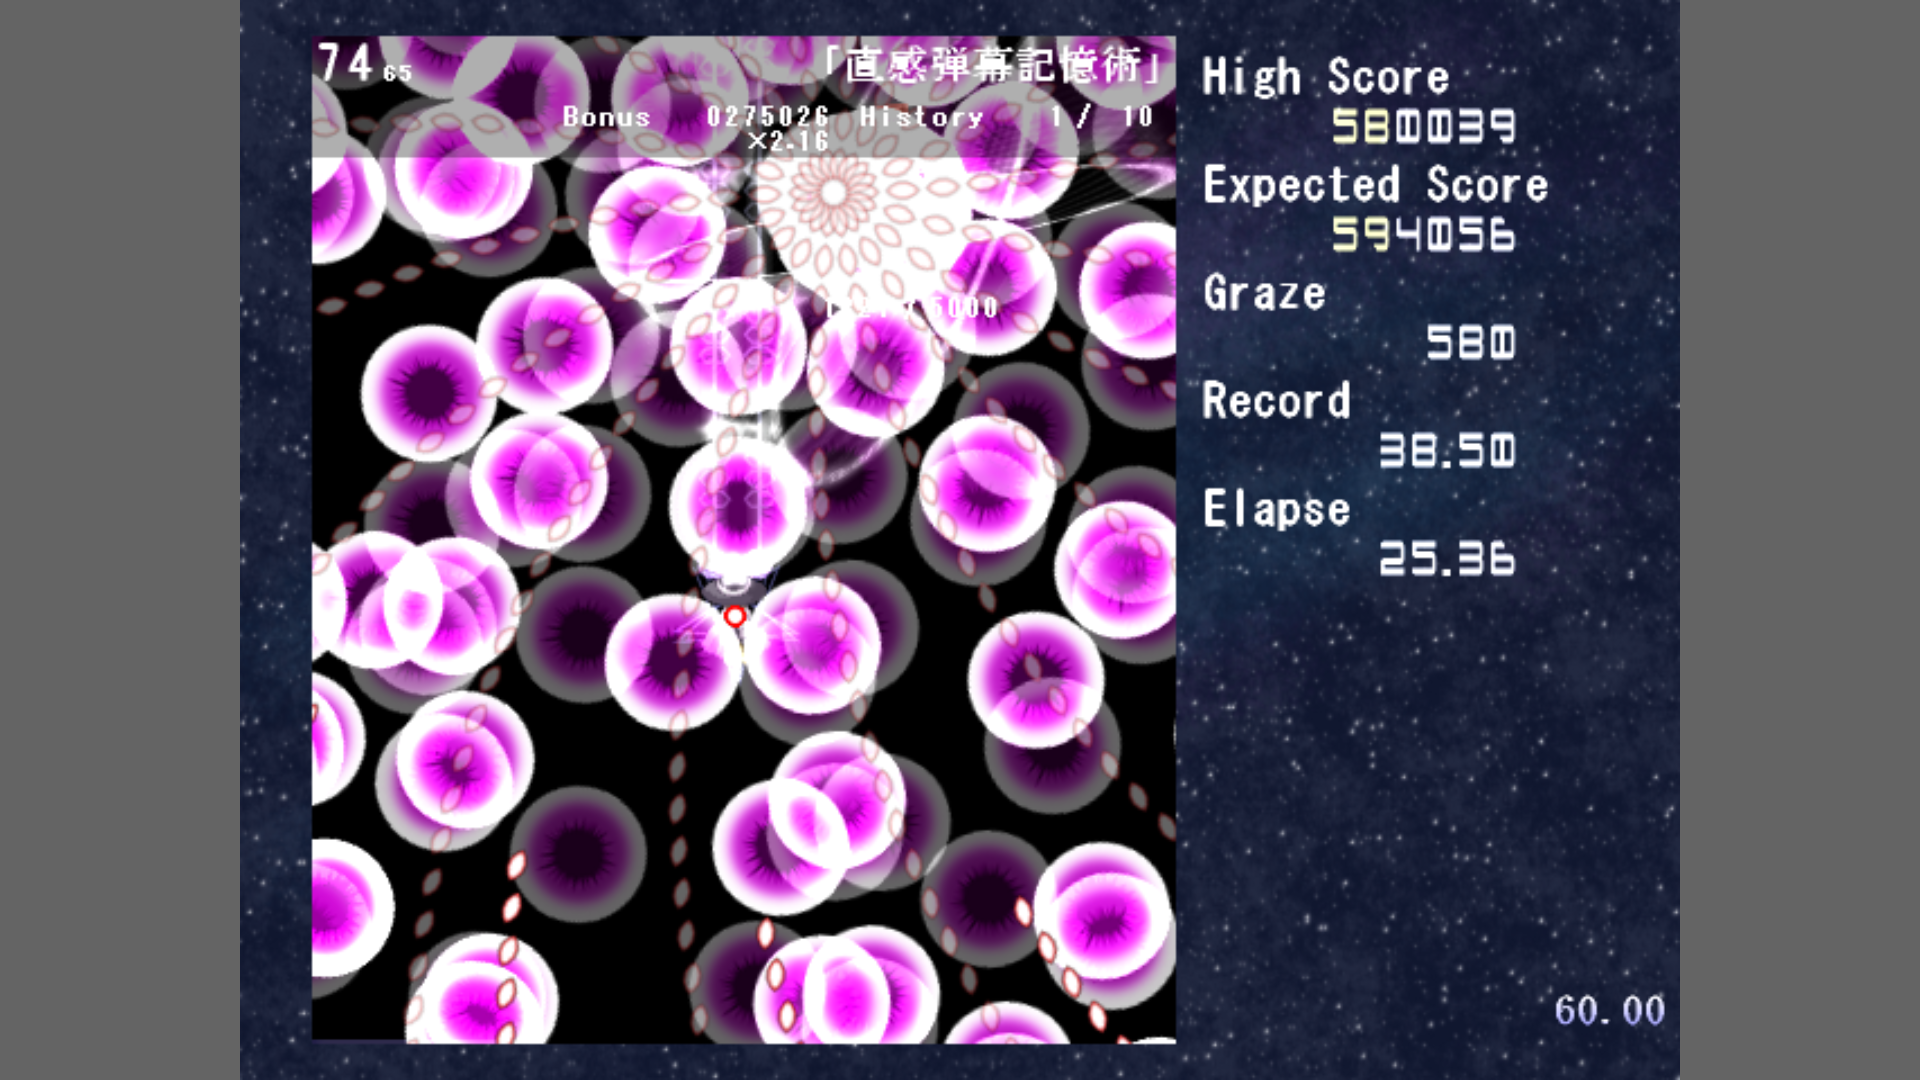 74 65
「直感弾幕記憶術」
Bonus 0275026 History 1 / 10
×2.16
/ 5000
High Score
580039
Expected Score
594056
Graze
580
Record
38.50
Elapse
25.36
60.00